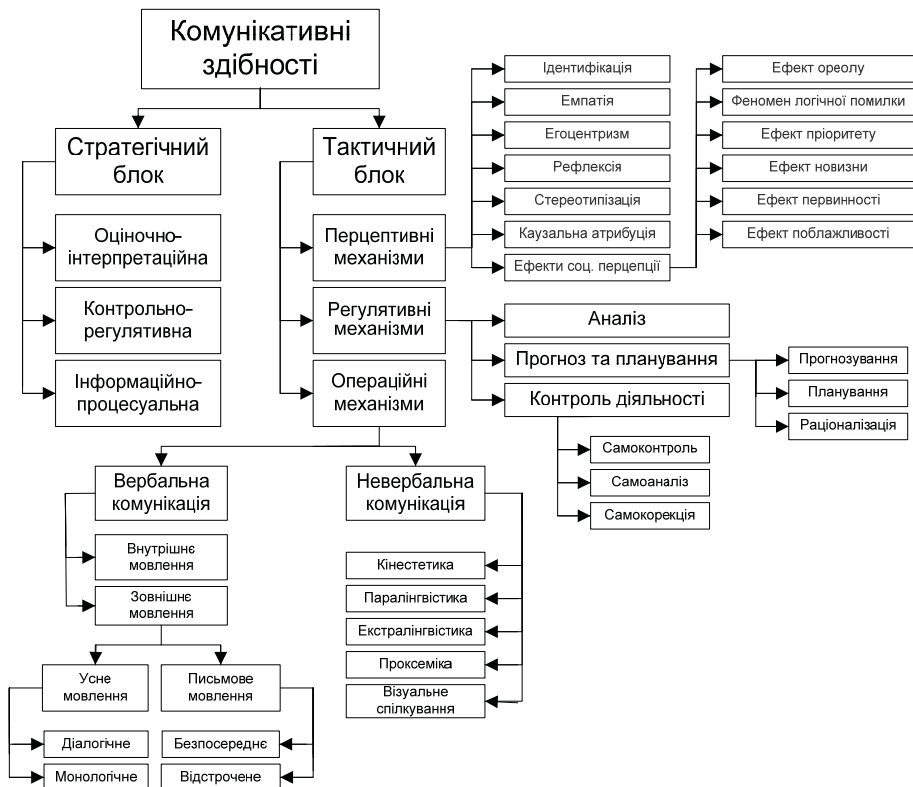 Комунікативні
здібності
Стратегічний
блок
Оціночно-
інтерпретаційна
Контрольно-
регулятивна
Інформаційно-
процесуальна
Тактичний
блок
Перцептивні
механізми
Регулятивні
механізми
Операційні
механізми
Ідентифікація
Емпатія
Егоцентризм
Рефлексія
Стереотипізація
Каузальна атрибуція
Ефекти соц. перцепції
Ефект ореолу
Феномен логічної помилки
Ефект пріоритету
Ефект новизни
Ефект первинності
Ефект поблажливості
Аналіз
Прогноз та планування
Контроль діяльності
Прогнозування
Планування
Раціоналізація
Самоконтроль
Самоаналіз
Самокорекція
Вербальна
комунікація
Внутрішнє
мовлення
Зовнішнє
мовлення
Усне
мовлення
Письмове
мовлення
Діалогічне
Монологічне
Безпосереднє
Відстрочене
Невербальна
комунікація
Кінестетика
Паралінгвістика
Екстралінгвістика
Проксеміка
Візуальне
спілкування